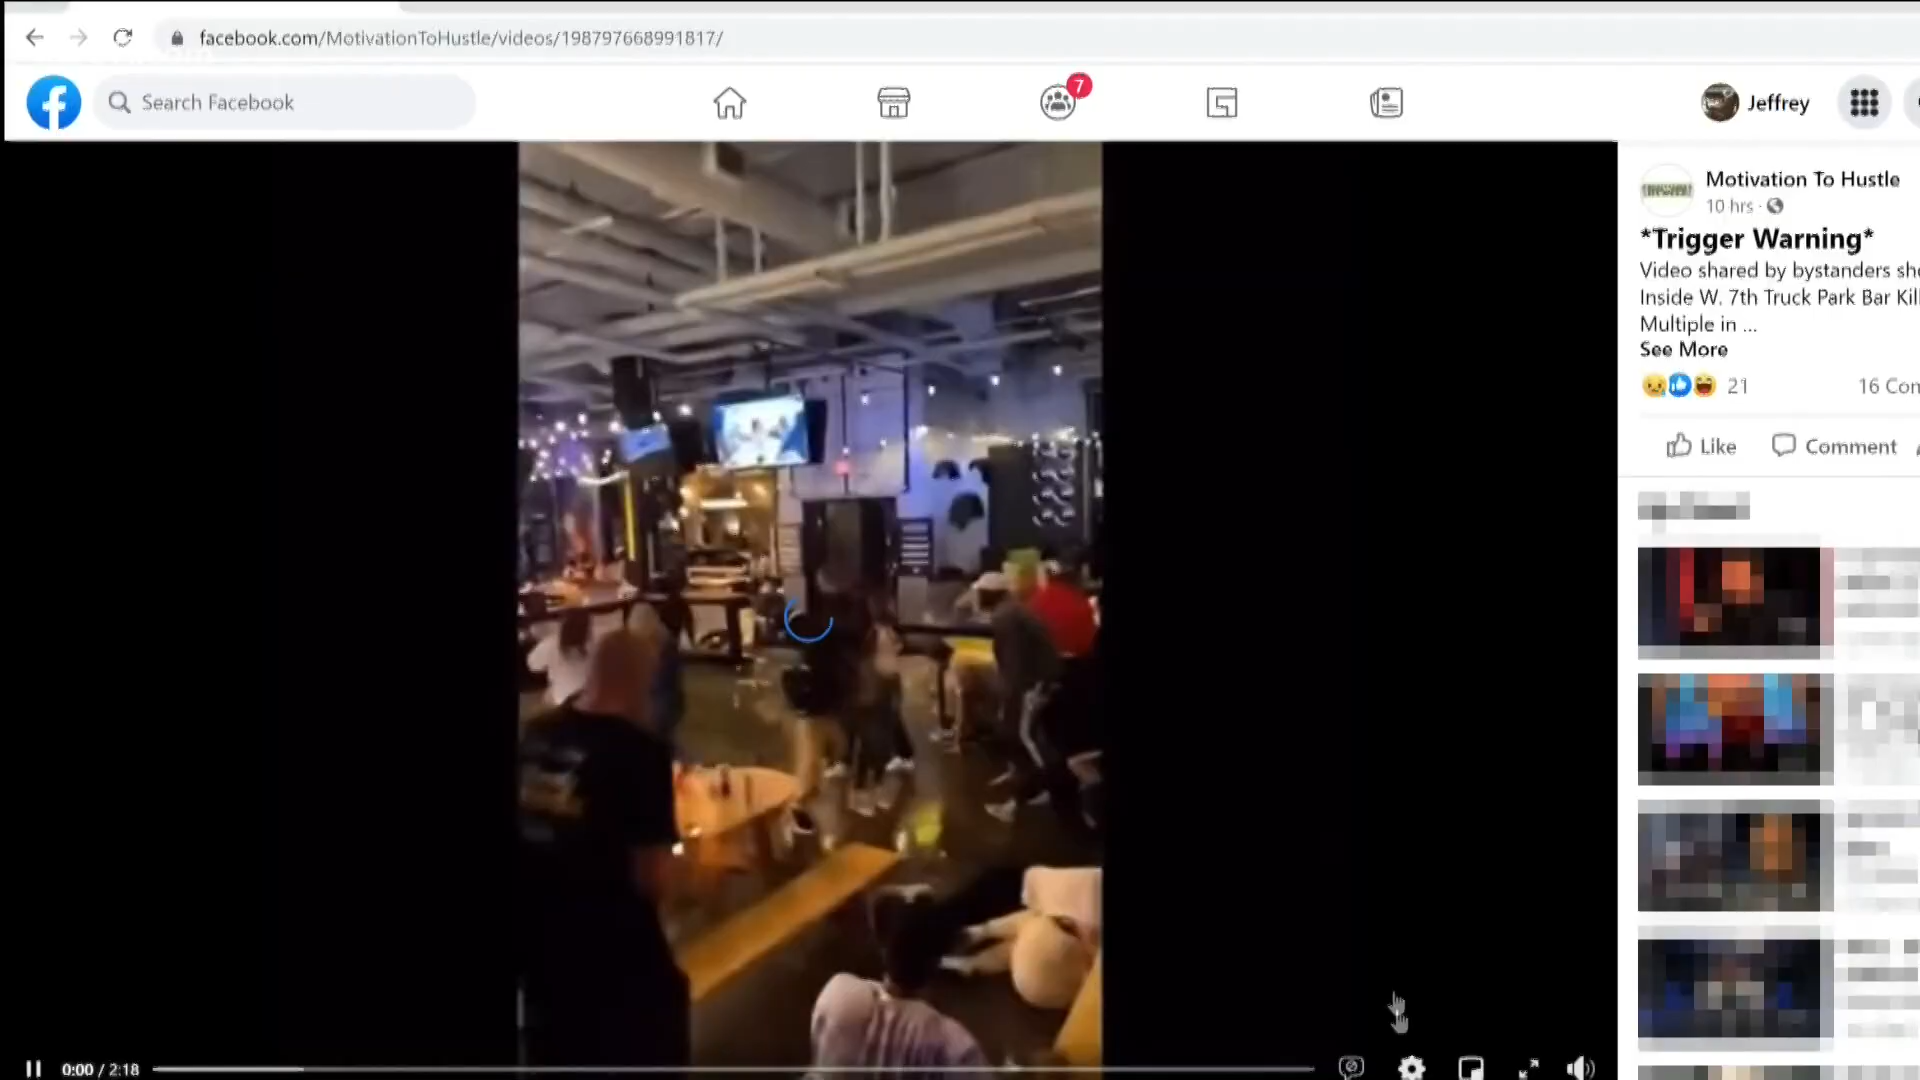 facebook.com/MotivationToHustle/videos/198797668991817/
Search Facebook
7
Jeffrey
Motivation To Hustle
10 hrs ·
*Trigger Warning*
Video shared by bystanders sh
Inside W. 7th Truck Park Bar Kil
Multiple in ...
See More
21
16 Com
Like
Comment
0:00 / 2:18